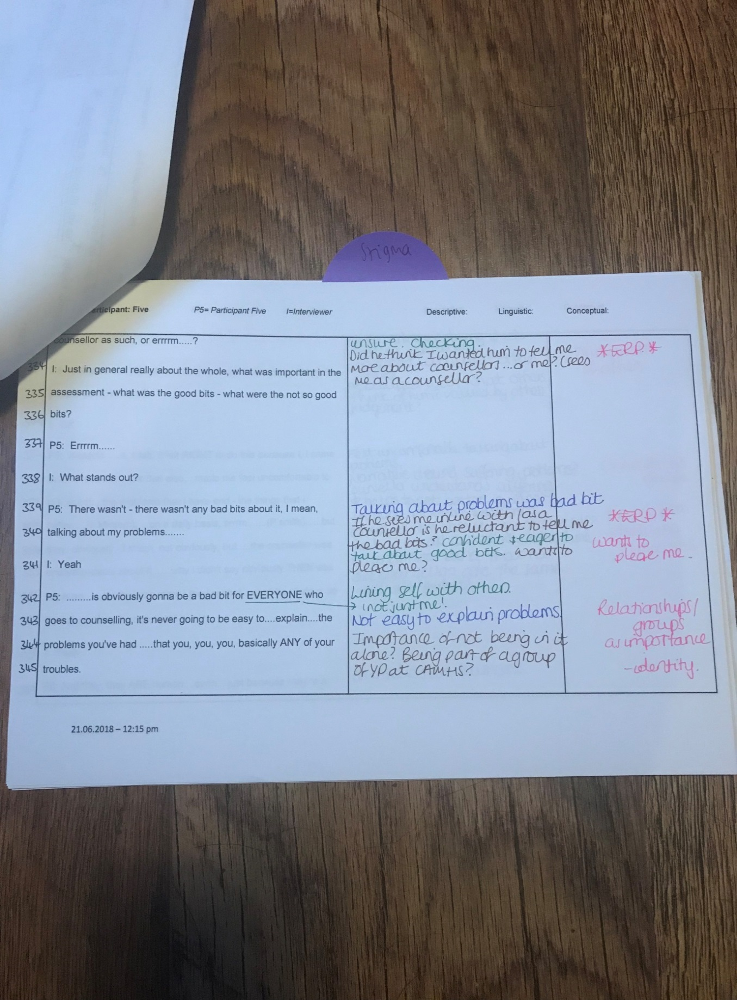 Stigma
articipant: Five P5= Participant Five I=Interviewer Descriptive: Linguistic: Conceptual:
counsellor as such, or errrrm.....?
334 I: Just in general really about the whole, what was important in the
335 assessment - what was the good bits - what were the not so good
336 bits?
337 P5: Errrrm......
338 I: What stands out?
339 P5: There wasn't - there wasn't any bad bits about it, I mean,
340 talking about my problems.......
341 I: Yeah
342 P5: .........is obviously gonna be a bad bit for EVERYONE who
343 goes to counselling, it's never going to be easy to....explain....the
344 problems you've had .....that you, you, you, basically ANY of your
345 troubles.
unsure. checking.
Did he think I wanted him to tell me
more about counsellors...or me? (sees
me as a counsellor?
Talking about problems was bad bit
If he sees me inline with / as a
counsellor is he reluctant to tell me
the bad bits? confident & eager to
talk about good bits. wants to
please me?
Lining self with others.
→ (not just me!
Not easy to explain problems
Importance of not being in it
alone? Being part of a group
of YP at CAMHS?
*ERP.*
*ERP*
wants to
please me.
Relationships/
groups
as importance
- identity.
21.06.2018 – 12:15 pm